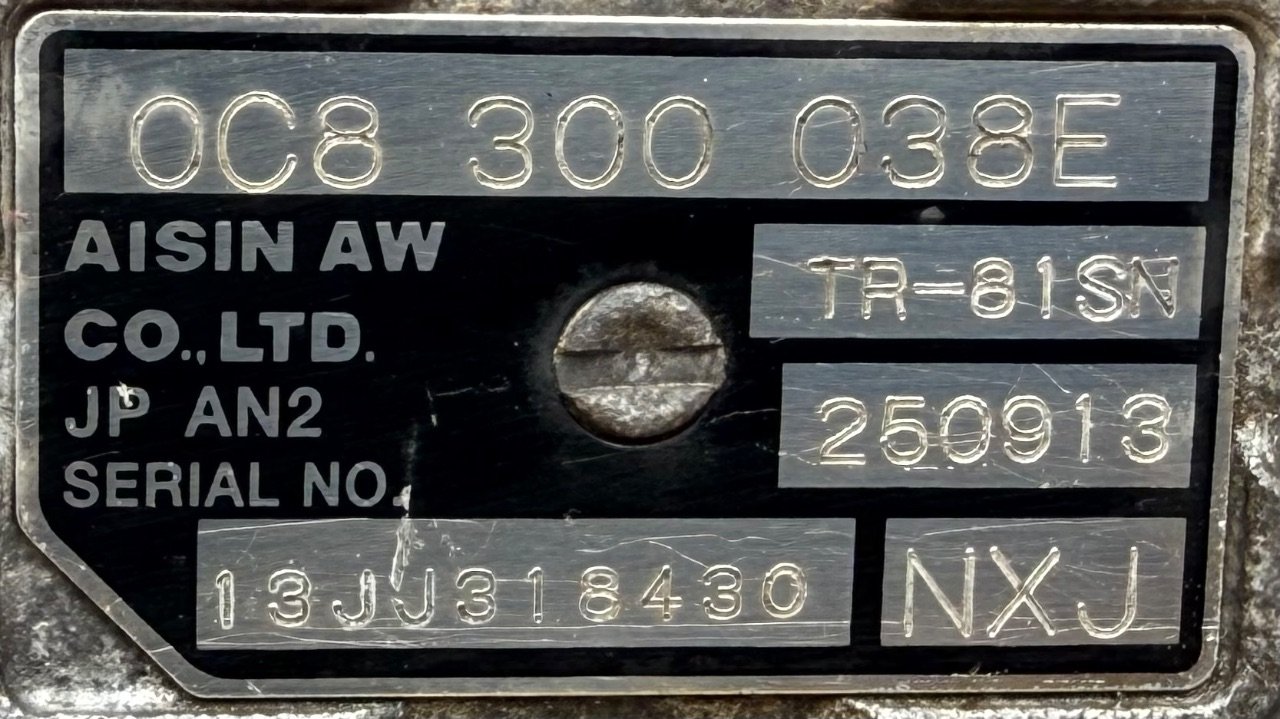 0C8 300 038E
AISIN AW
CO.,LTD.
TR-81SN
JP AN2
250913
SERIAL NO.
13JJ318430
NXJ